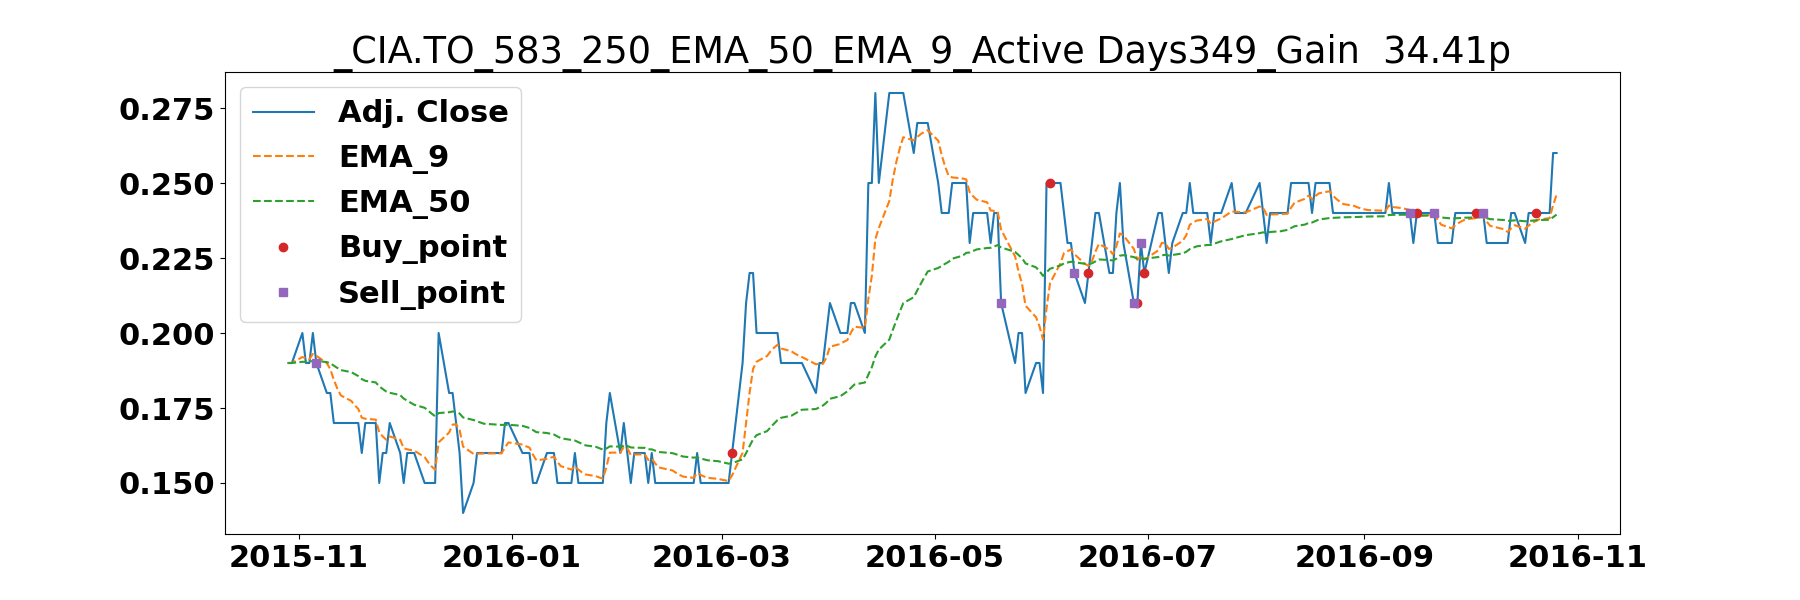 _CIA.TO_583_250_EMA_50_EMA_9_Active Days349_Gain  34.41p
0.275
0.250
0.225
0.200
0.175
0.150
Adj. Close
EMA_9
EMA_50
Buy_point
Sell_point
2015-11 2016-01 2016-03 2016-05 2016-07 2016-09 2016-11